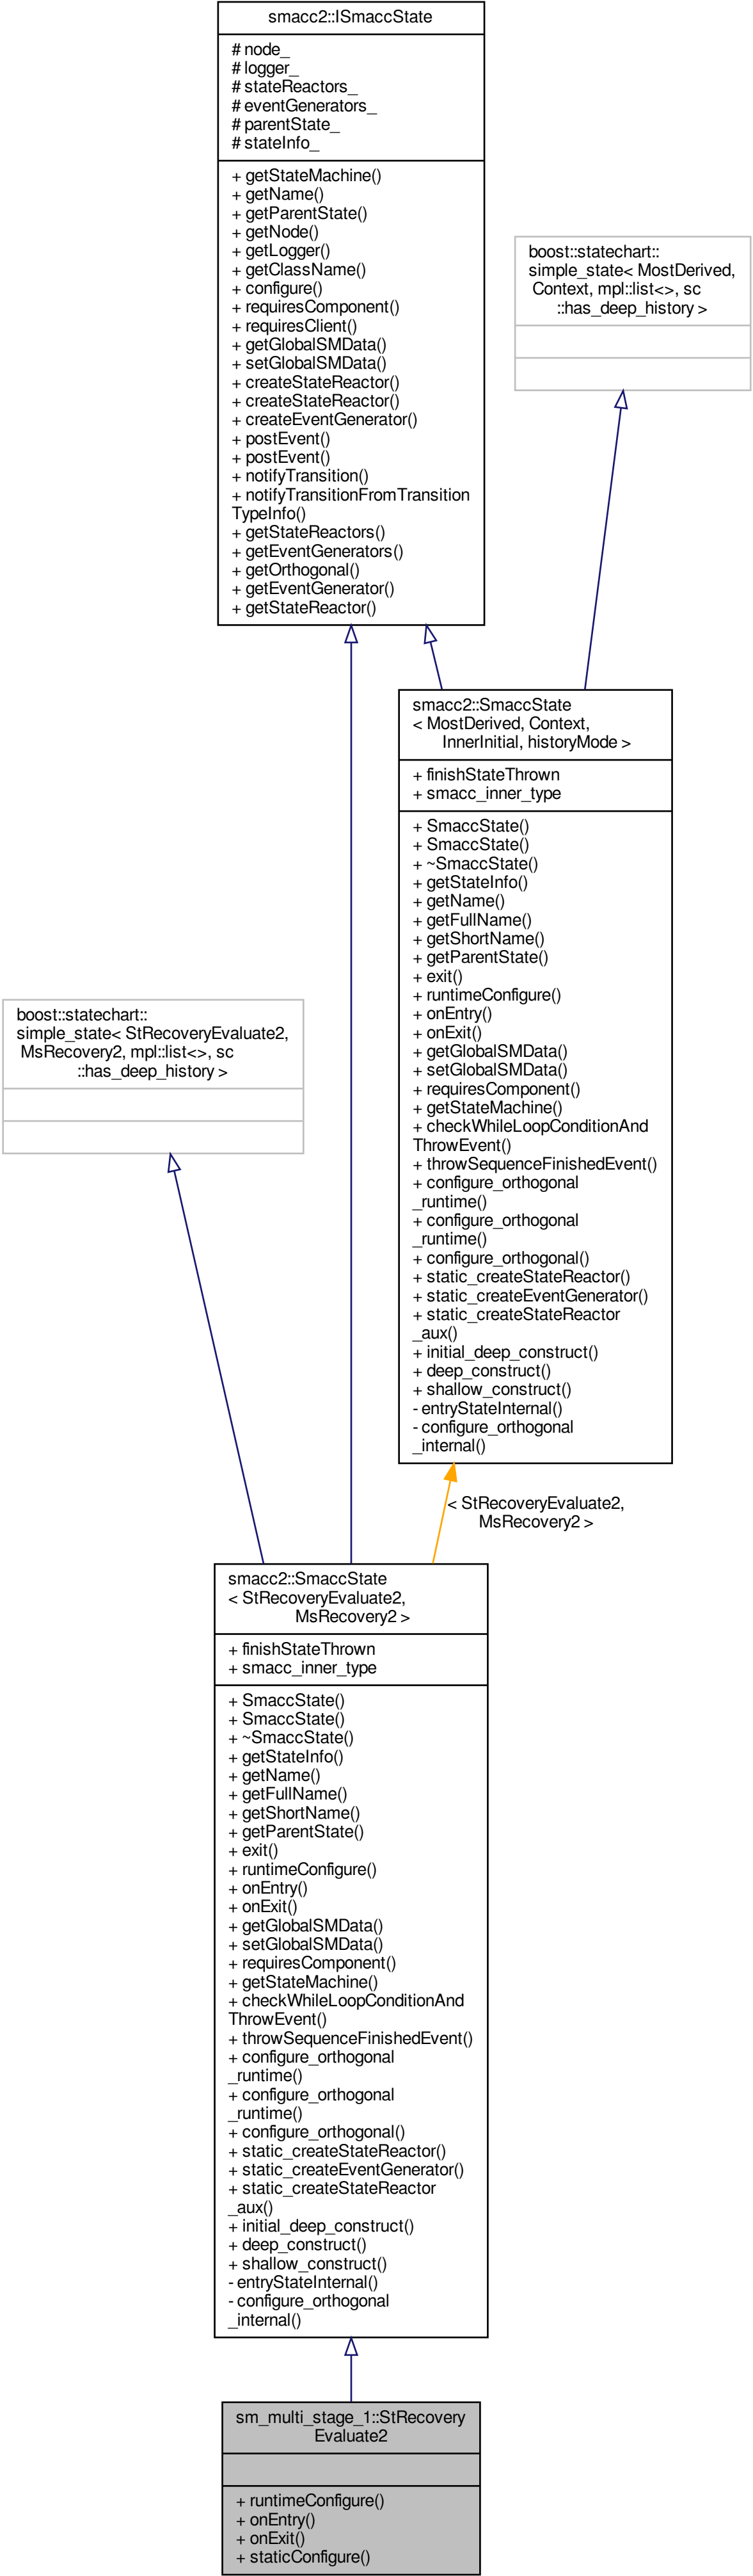 smacc2::ISmaccState
# node_
# logger_
# stateReactors_
# eventGenerators_
# parentState_
# stateInfo_
+ getStateMachine()
+ getName()
+ getParentState()
+ getNode()
+ getLogger()
+ getClassName()
+ configure()
+ requiresComponent()
+ requiresClient()
+ getGlobalSMData()
+ setGlobalSMData()
+ createStateReactor()
+ createStateReactor()
+ createEventGenerator()
+ postEvent()
+ postEvent()
+ notifyTransition()
+ notifyTransitionFromTransition
TypeInfo()
+ getStateReactors()
+ getEventGenerators()
+ getOrthogonal()
+ getEventGenerator()
+ getStateReactor()
boost::statechart::
simple_state< MostDerived,
Context, mpl::list<>, sc
::has_deep_history >
smacc2::SmaccState
< MostDerived, Context,
InnerInitial, historyMode >
+ finishStateThrown
+ smacc_inner_type
+ SmaccState()
+ SmaccState()
+ ~SmaccState()
+ getStateInfo()
+ getName()
+ getFullName()
+ getShortName()
+ getParentState()
+ exit()
+ runtimeConfigure()
+ onEntry()
+ onExit()
+ getGlobalSMData()
+ setGlobalSMData()
+ requiresComponent()
+ getStateMachine()
+ checkWhileLoopConditionAnd
ThrowEvent()
+ throwSequenceFinishedEvent()
+ configure_orthogonal
_runtime()
+ configure_orthogonal
_runtime()
+ configure_orthogonal()
+ static_createStateReactor()
+ static_createEventGenerator()
+ static_createStateReactor
_aux()
+ initial_deep_construct()
+ deep_construct()
+ shallow_construct()
- entryStateInternal()
- configure_orthogonal
_internal()
boost::statechart::
simple_state< StRecoveryEvaluate2,
MsRecovery2, mpl::list<>, sc
::has_deep_history >
< StRecoveryEvaluate2,
MsRecovery2 >
smacc2::SmaccState
< StRecoveryEvaluate2,
MsRecovery2 >
+ finishStateThrown
+ smacc_inner_type
+ SmaccState()
+ SmaccState()
+ ~SmaccState()
+ getStateInfo()
+ getName()
+ getFullName()
+ getShortName()
+ getParentState()
+ exit()
+ runtimeConfigure()
+ onEntry()
+ onExit()
+ getGlobalSMData()
+ setGlobalSMData()
+ requiresComponent()
+ getStateMachine()
+ checkWhileLoopConditionAnd
ThrowEvent()
+ throwSequenceFinishedEvent()
+ configure_orthogonal
_runtime()
+ configure_orthogonal
_runtime()
+ configure_orthogonal()
+ static_createStateReactor()
+ static_createEventGenerator()
+ static_createStateReactor
_aux()
+ initial_deep_construct()
+ deep_construct()
+ shallow_construct()
- entryStateInternal()
- configure_orthogonal
_internal()
sm_multi_stage_1::StRecovery
Evaluate2
+ runtimeConfigure()
+ onEntry()
+ onExit()
+ staticConfigure()